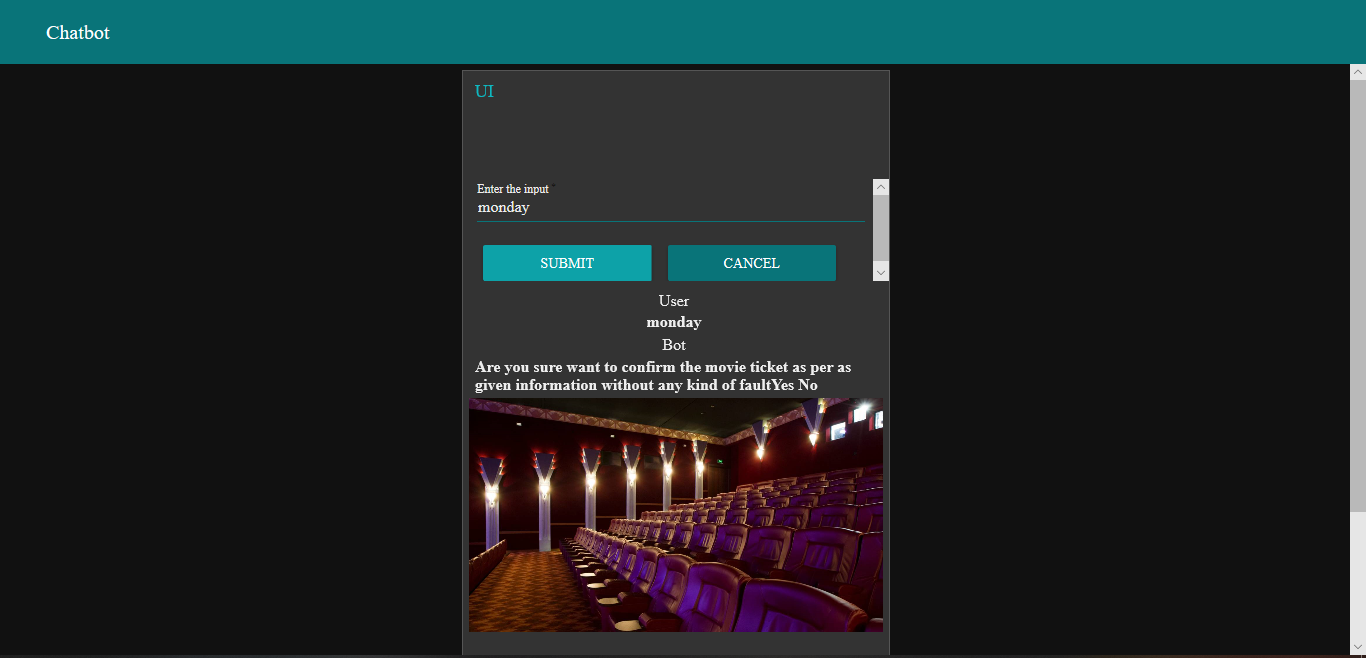 Chatbot
UI
Enter the input *
monday
SUBMIT CANCEL
User
monday
Bot
Are you sure want to confirm the movie ticket as per as
given information without any kind of faultYes No